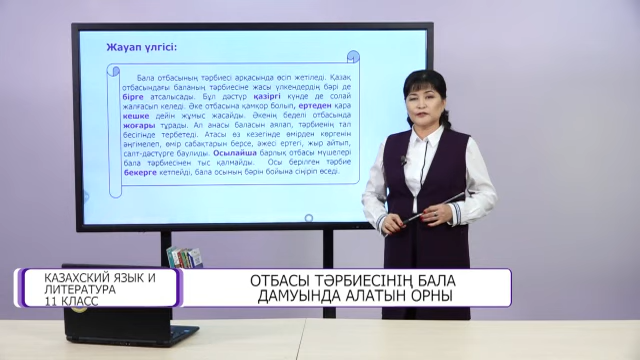 Жауап үлгісі:
Бала отбасының тәрбиесі арқасында өсіп жетіледі. Қазақ
отбасындағы баланың тәрбиесіне жасы үлкендердің бәрі де
бірге атсалысады. Бұл дәстүр қазіргі күнде де солай
жалғасып келеді. Әке отбасына қамқор болып, ертеден қара
кешке дейін жұмыс жасайды. Әкенің беделі отбасында
жоғары тұрады. Ал анасы баласын аялап, тәрбиенің тал
бесігінде тербетеді. Атасы өз кезегінде өмірден көргенін
әңгімелеп, өмір сабақтарын берсе, әжесі ертегі, жыр айтып,
салт-дәстүрге баулиды. Осылайша барлық отбасы мүшелері
бала тәрбиесінен тыс қалмайды. Осы берілген тәрбие
бекерге кетпейді, бала осының бәрін бойына сіңіріп өседі.
КАЗАХСКИЙ ЯЗЫК И
ЛИТЕРАТУРА
11 КЛАСС
ОТБАСЫ ТӘРБИЕСІНІҢ БАЛА
ДАМУЫНДА АЛАТЫН ОРНЫ